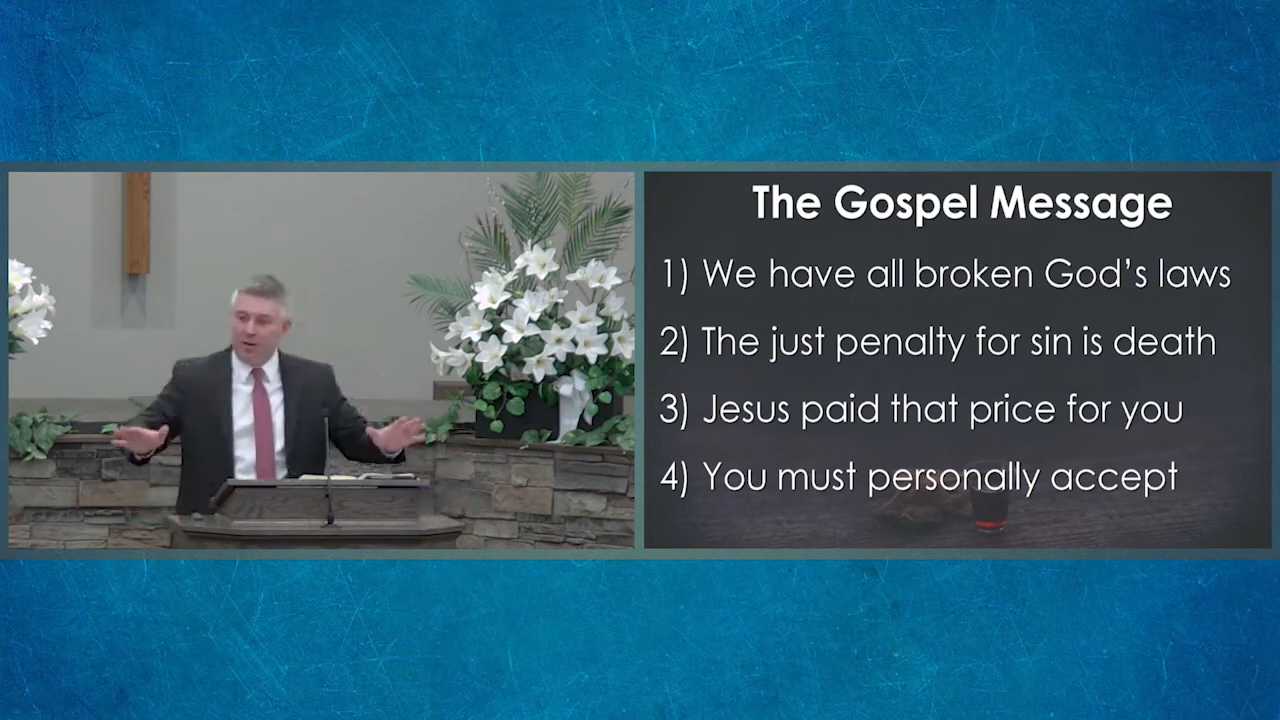 The Gospel Message
1) We have all broken God's laws
2) The just penalty for sin is death
3) Jesus paid that price for you
4) You must personally accept